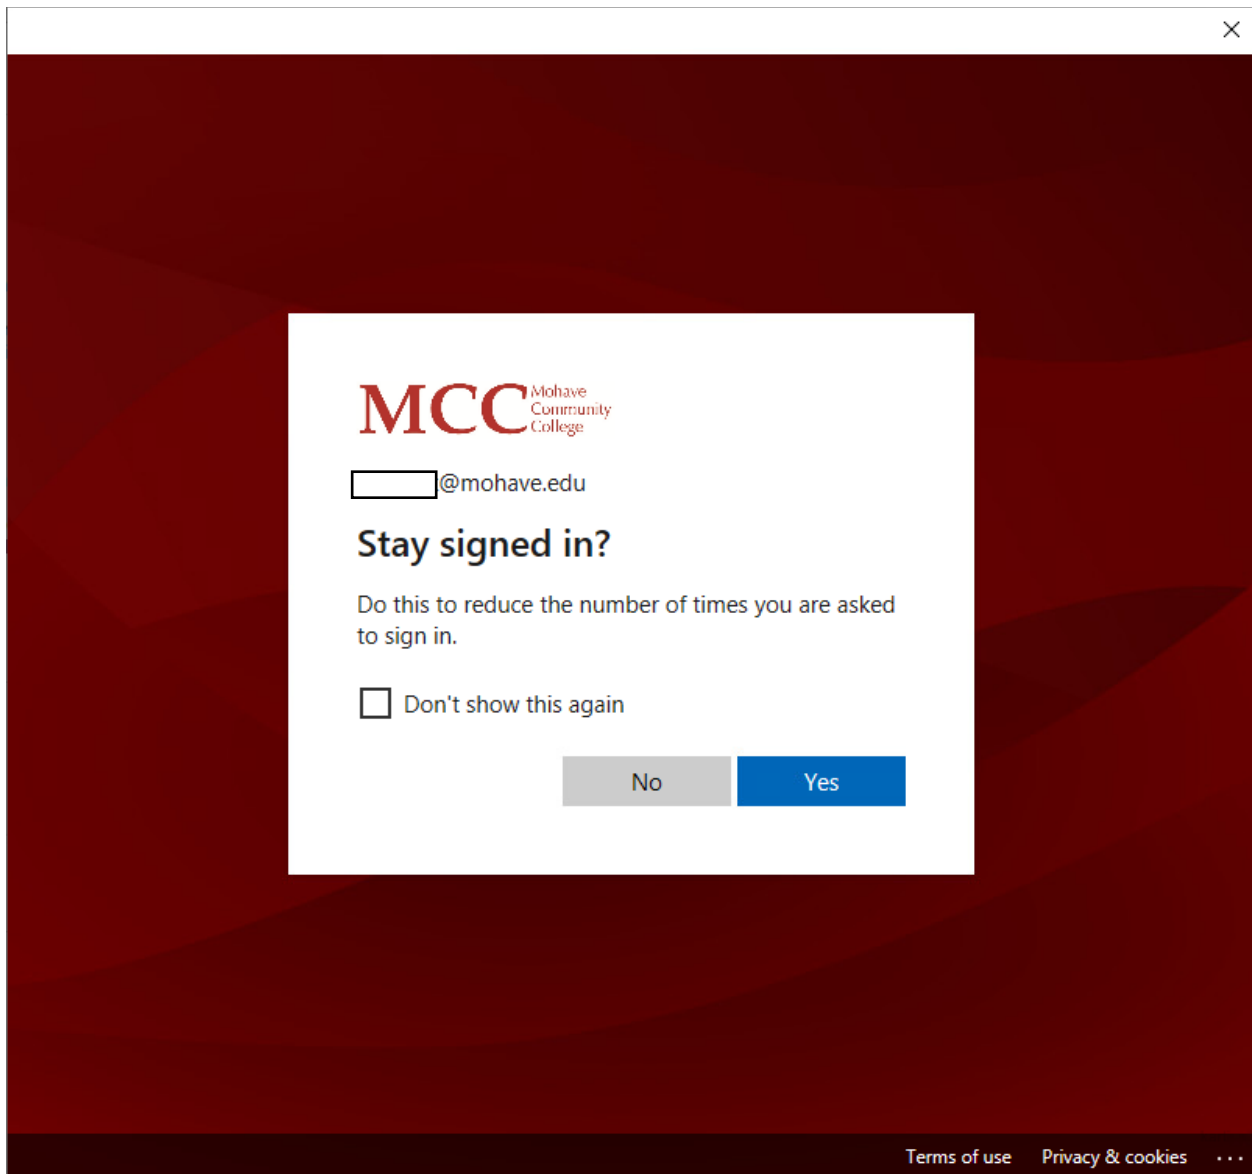 MCC Mohave
Community
College
@mohave.edu
Stay signed in?
Do this to reduce the number of times you are asked
to sign in.
Don't show this again
No Yes
Terms of use Privacy & cookies ...